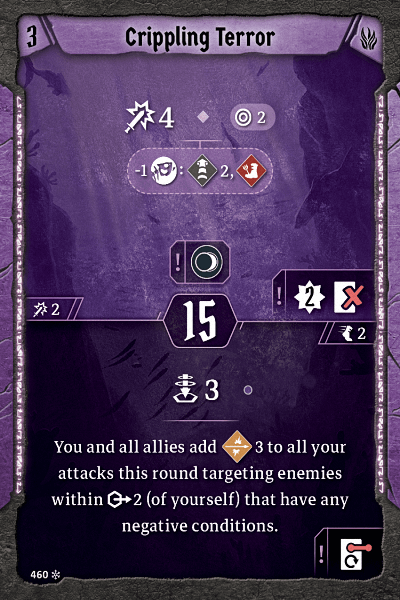 3 Crippling Terror
4 2
-1 : 2,
!
! 2
2
15
2
3
You and all allies add 3 to all your
attacks this round targeting enemies
within 2 (of yourself) that have any
negative conditions.
!
460